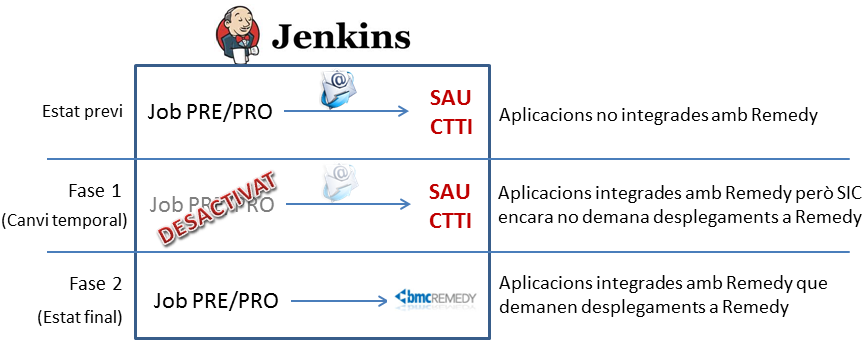 Jenkins
Estat previ
Job PRE/PRO
SAU
CTTI
Aplicacions no integrades amb Remedy
Fase 1
(Canvi temporal)
Job PRE/PRO
DESACTIVAT
SAU
CTTI
Aplicacions integrades amb Remedy però SIC
encara no demana desplegaments a Remedy
Fase 2
(Estat final)
Job PRE/PRO
bmcREMEDY
Aplicacions integrades amb Remedy que
demanen desplegaments a Remedy